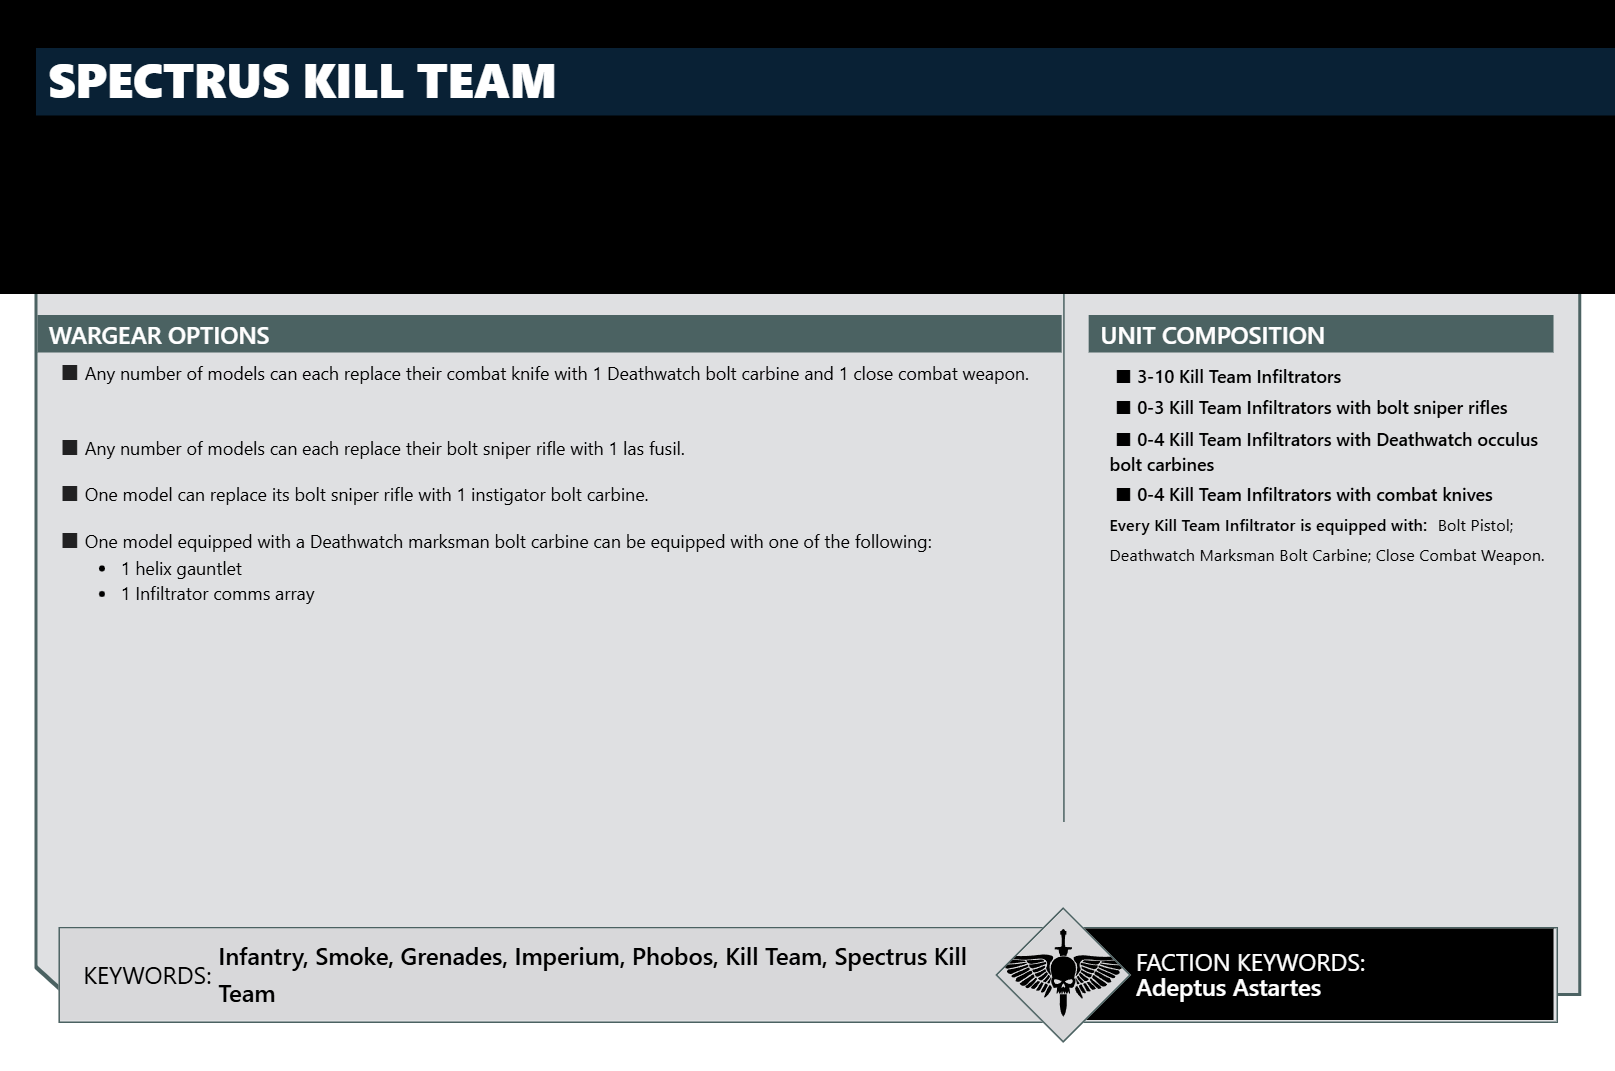 SPECTRUS KILL TEAM
WARGEAR OPTIONS
■ Any number of models can each replace their combat knife with 1 Deathwatch bolt carbine and 1 close combat weapon.
■ Any number of models can each replace their bolt sniper rifle with 1 las fusil.
■ One model can replace its bolt sniper rifle with 1 instigator bolt carbine.
■ One model equipped with a Deathwatch marksman bolt carbine can be equipped with one of the following:
• 1 helix gauntlet
• 1 Infiltrator comms array
UNIT COMPOSITION
■ 3-10 Kill Team Infiltrators
■ 0-3 Kill Team Infiltrators with bolt sniper rifles
■ 0-4 Kill Team Infiltrators with Deathwatch occulus
bolt carbines
■ 0-4 Kill Team Infiltrators with combat knives
Every Kill Team Infiltrator is equipped with: Bolt Pistol;
Deathwatch Marksman Bolt Carbine; Close Combat Weapon.
KEYWORDS: Infantry, Smoke, Grenades, Imperium, Phobos, Kill Team, Spectrus Kill
Team
FACTION KEYWORDS:
Adeptus Astartes